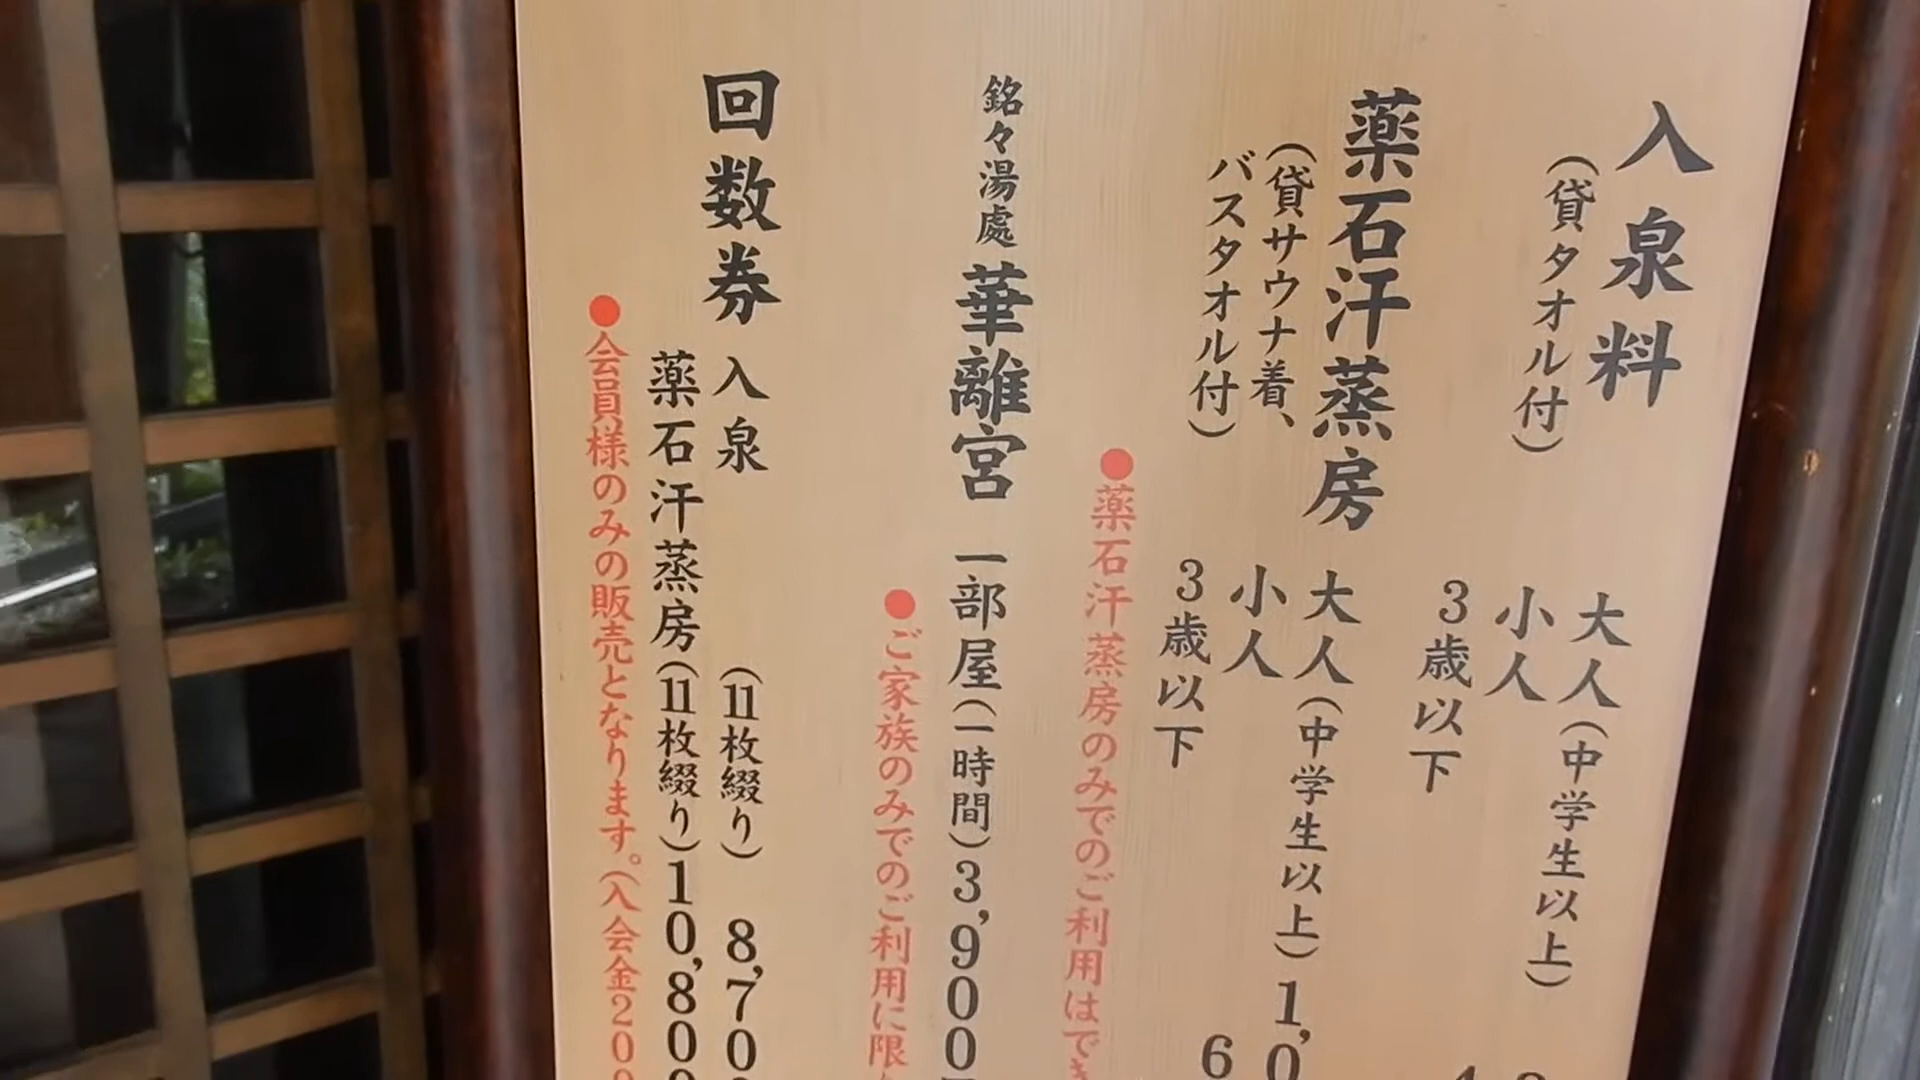 入泉料
(貸タオル付)
大人(中学生以上)
小人
3歳以下
薬石汗蒸房
(貸サウナ着、
バスタオル付)
大人(中学生以上)1,0
小人 6
3歳以下
●薬石汗蒸房のみでのご利用はでき
銘々湯處 華離宮 一部屋(一時間)3,900
●ご家族のみでのご利用に限
回数券 入泉 (11枚綴り) 8,70
薬石汗蒸房(11枚綴り)10,80
●会員様のみの販売となります。(入会金20